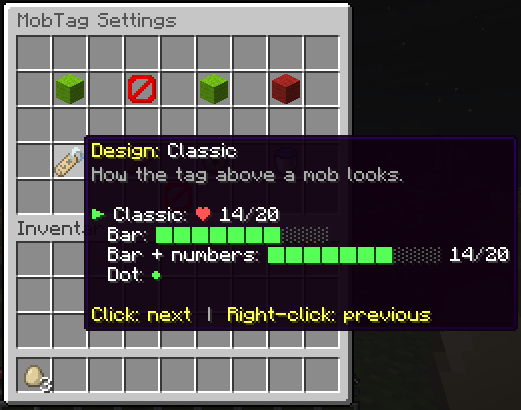 MobTag Settings
Design: Classic
How the tag above a mob looks.
▶ Classic: ❤ 14/20
Bar:
Bar + numbers: 14/20
Dot: •
Inventa
Click: next | Right-click: previous
3